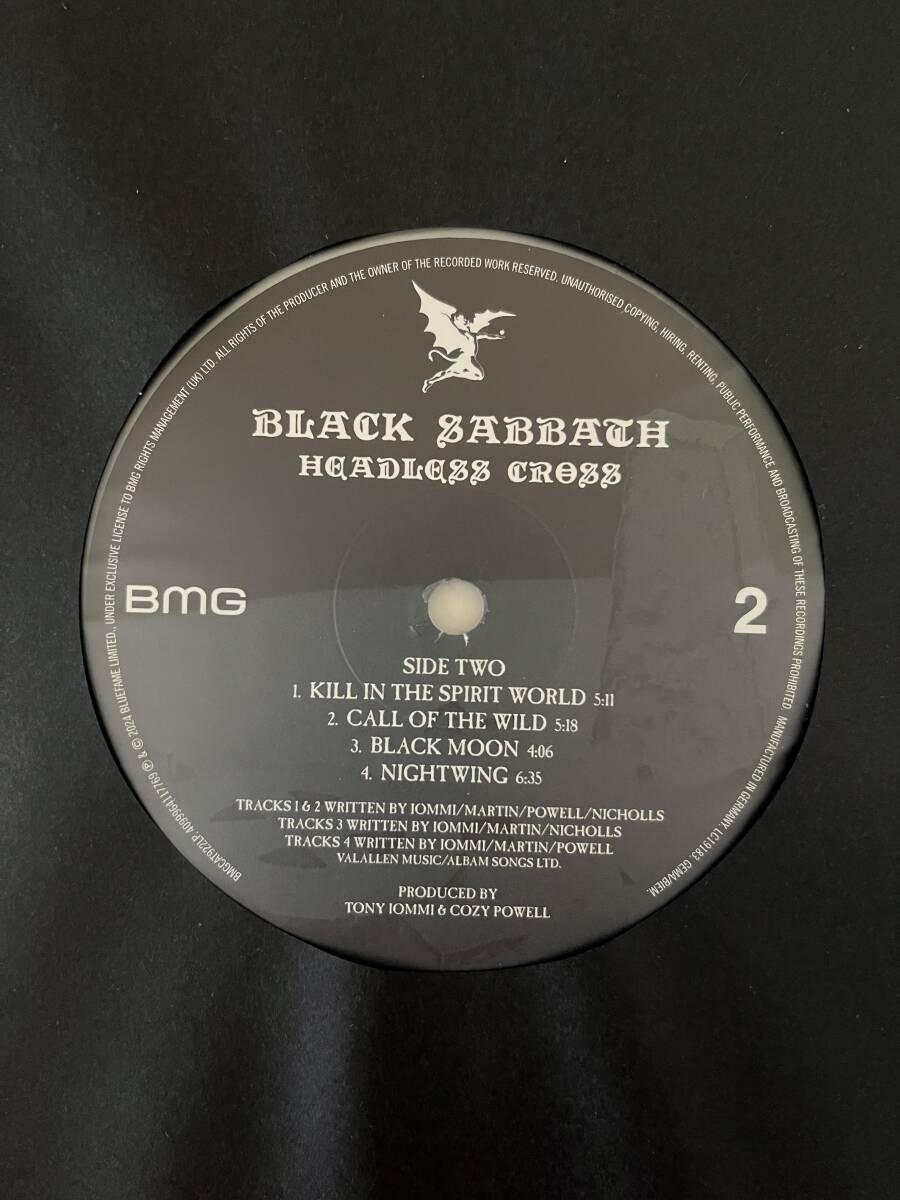 BMGCAT922LP. 4099964117769 ℗ & © 2024 BLUEFAME LIMITED., UNDER EXCLUSIVE LICENSE TO BMG RIGHTS MANAGEMENT (UK) LTD. ALL RIGHTS OF THE PRODUCER AND THE OWNER OF THE RECORDED WORK RESERVED. UNAUTHORISED COPYING, HIRING, RENTING, PUBLIC PERFORMANCE AND BROADCASTING OF THESE RECORDINGS PROHIBITED. MANUFACTURED IN GERMANY. LC19183. GEMA/BIEM.
BLACK SABBATH
HEADLESS CROSS
BMG
2
SIDE TWO
1. KILL IN THE SPIRIT WORLD 5:11
2. CALL OF THE WILD 5:18
3. BLACK MOON 4:06
4. NIGHTWING 6:35
TRACKS 1 & 2 WRITTEN BY IOMMI/MARTIN/POWELL/NICHOLLS
TRACKS 3 WRITTEN BY IOMMI/MARTIN/NICHOLLS
TRACKS 4 WRITTEN BY IOMMI/MARTIN/POWELL
VALALLEN MUSIC/ALBAM SONGS LTD.
PRODUCED BY
TONY IOMMI & COZY POWELL